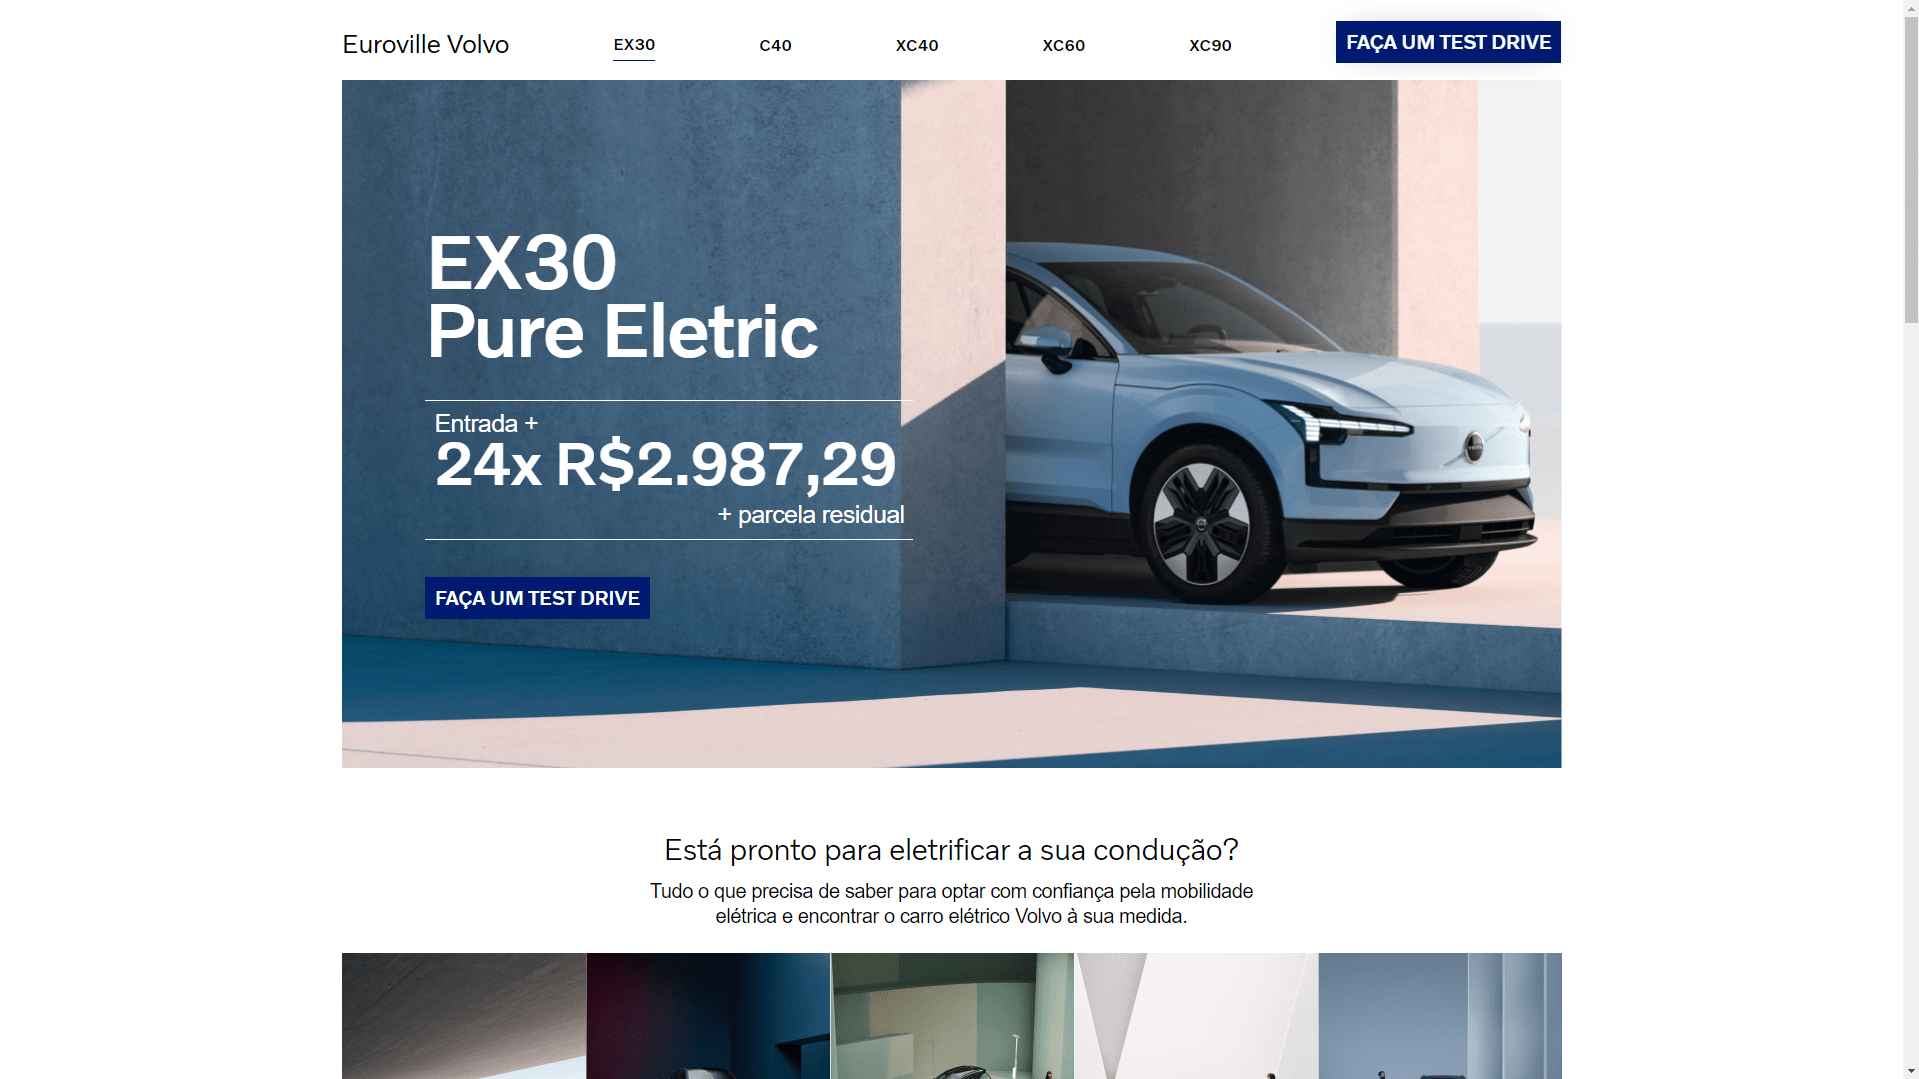 Euroville Volvo
EX30
C40
XC40
XC60
XC90
FAÇA UM TEST DRIVE
EX30
Pure Eletric
Entrada +
24x R$2.987,29
+ parcela residual
FAÇA UM TEST DRIVE
Está pronto para eletrificar a sua condução?
Tudo o que precisa de saber para optar com confiança pela mobilidade
elétrica e encontrar o carro elétrico Volvo à sua medida.